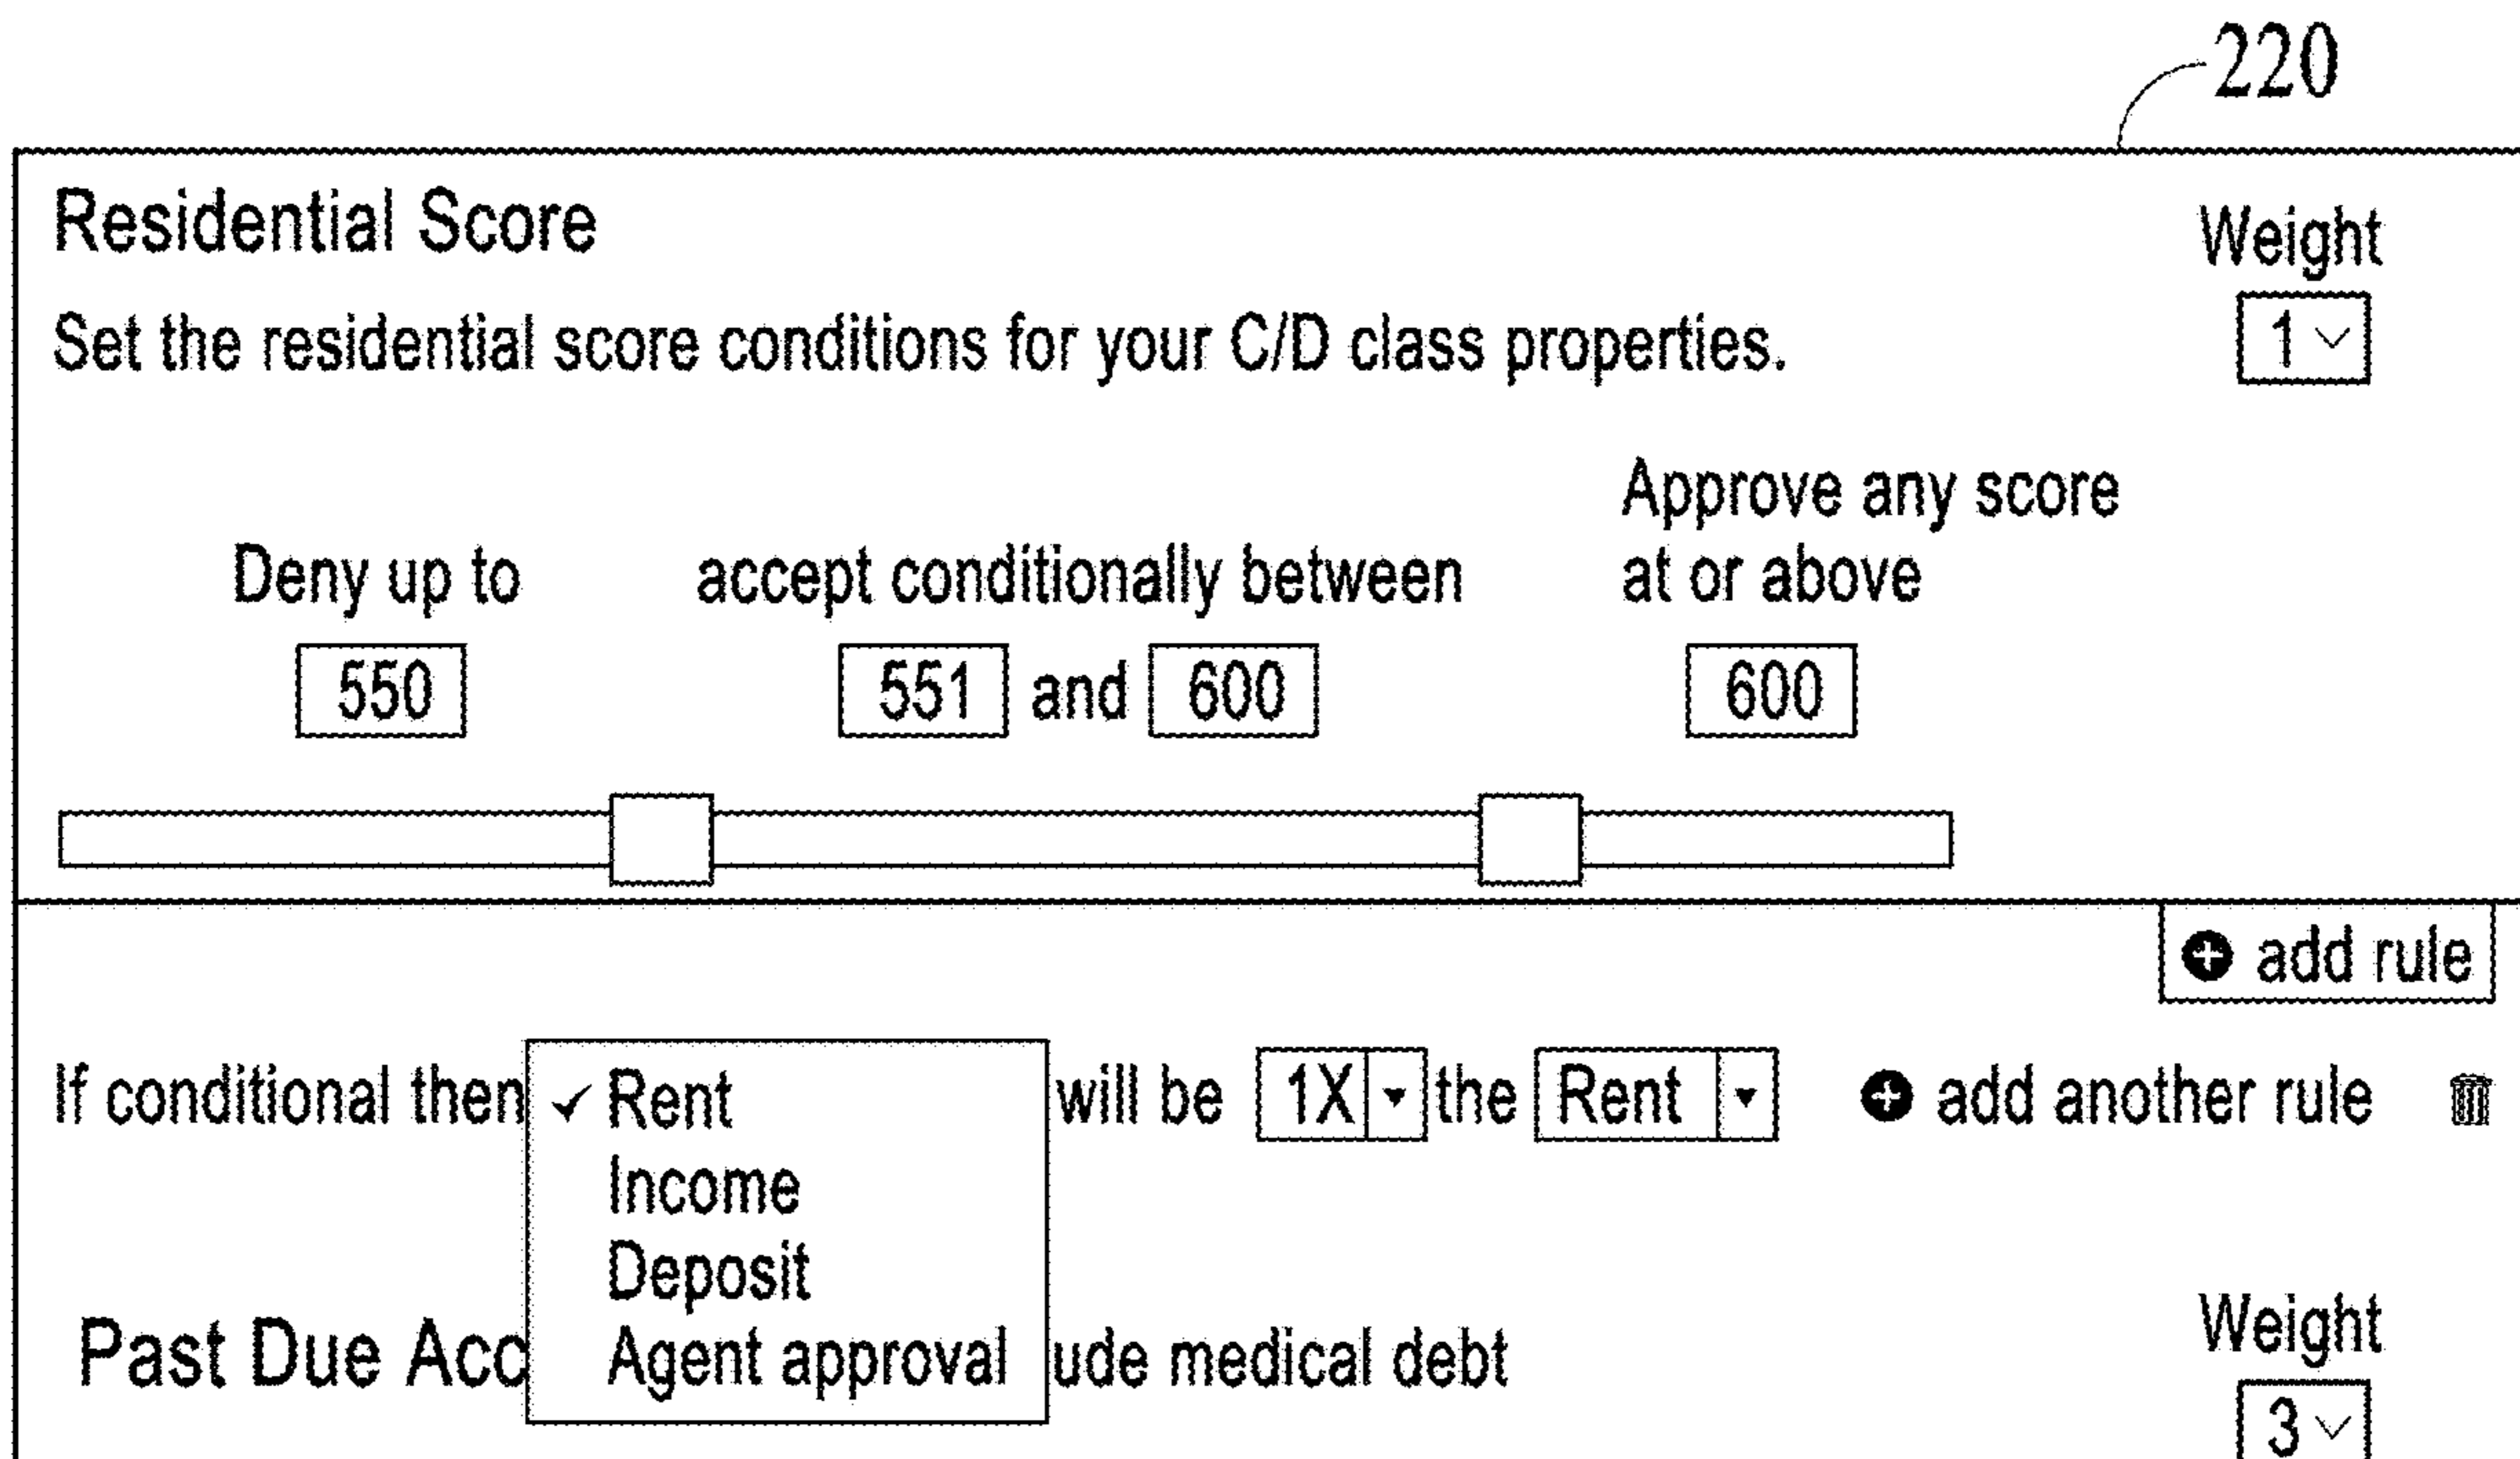 220
Residential Score
Weight
Set the residential score conditions for your C/D class properties.
1
Approve any score
Deny up to accept conditionally between at or above
550 551 and 600 600
add rule
If conditional then ✓ Rent will be 1X the Rent add another rule
Income
Deposit
Weight
Past Due Acc Agent approval ude medical debt
3